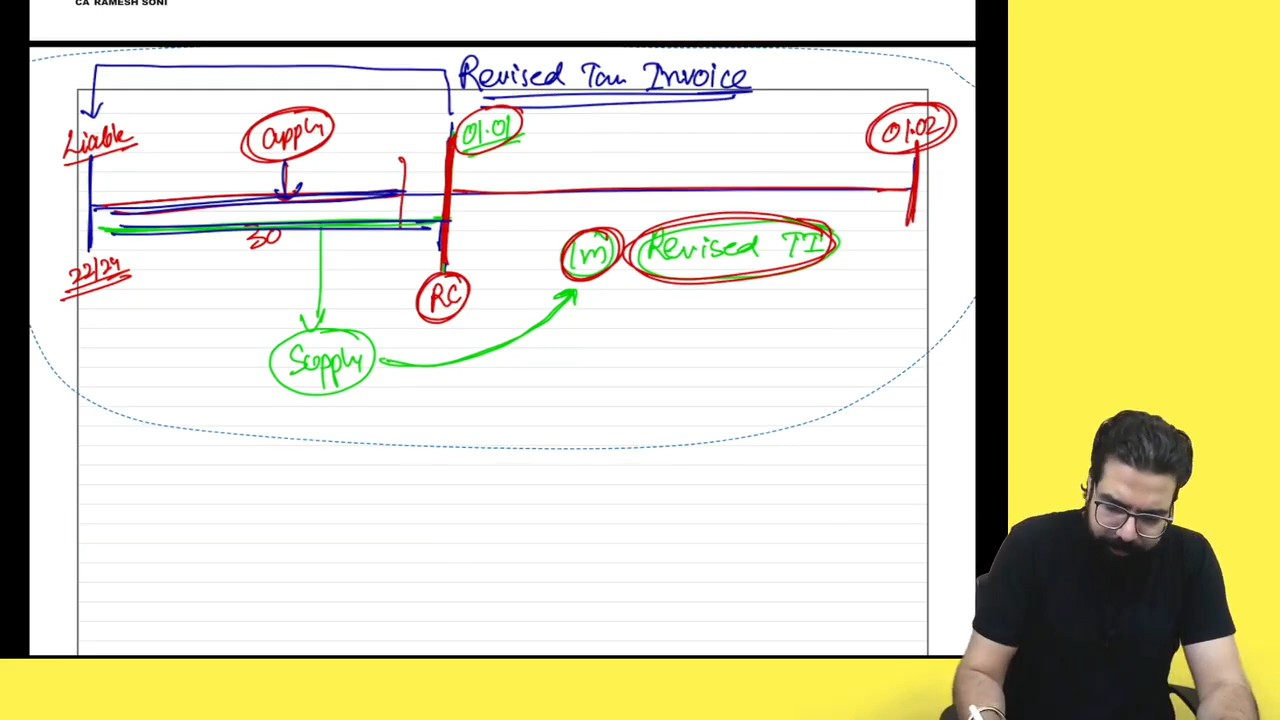 CA RAMESH SONI
Revised Tax Invoice
Liable
apply
01.01
01.02
30
22/24
RC
1m
Revised TI
Supply